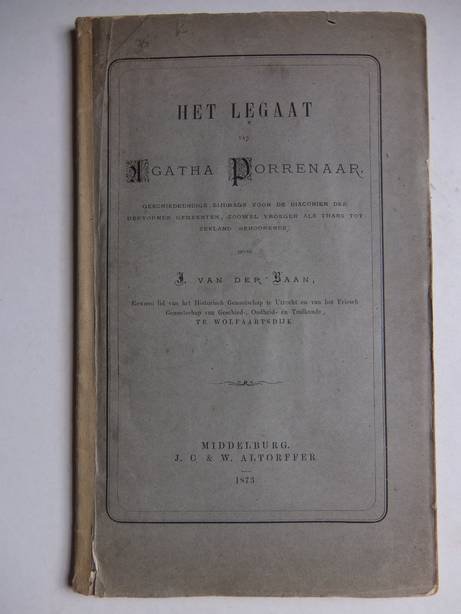 HET LEGAAT
van
AGATHA PORRENAAR.
GESCHIEDKUNDIGE BIJDRAGE VOOR DE DIACONIEN DER
HERVORMDE GEMEENTEN, ZOOWEL VROEGER ALS THANS TOT
ZEELAND BEHOORENDE,
DOOR
J. VAN DER BAAN,
Gewoon lid van het Historisch Genootschap te Utrecht en van het Friesch
Genootschap van Geschied-, Oudheid- en Taalkunde,
TE WOLFAARTSDIJK.
MIDDELBURG.
J. C. & W. ALTORFFER
1873